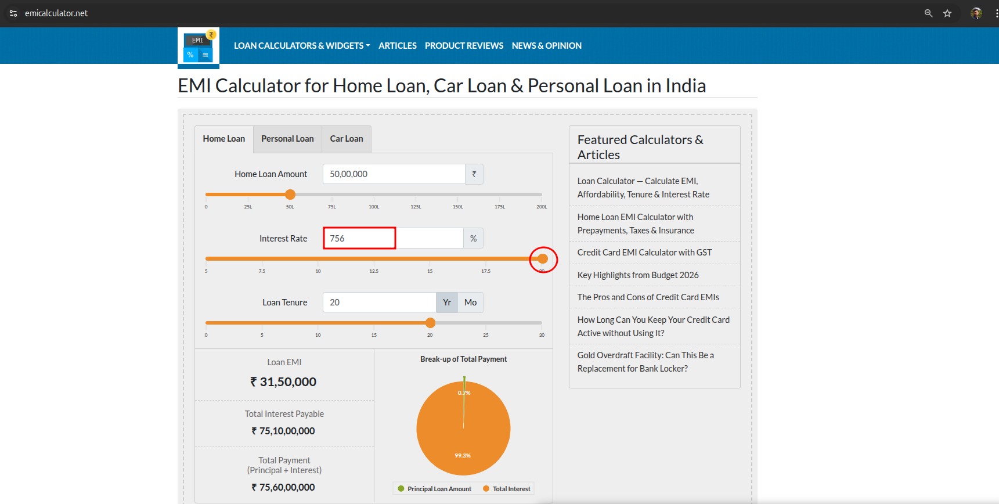 emicalculator.net
EMI
₹
%
=
LOAN CALCULATORS & WIDGETS
ARTICLES
PRODUCT REVIEWS
NEWS & OPINION
EMI Calculator for Home Loan, Car Loan & Personal Loan in India
Home Loan
Personal Loan
Car Loan
Home Loan Amount
50,00,000
₹
0
25L
50L
75L
100L
125L
150L
175L
200L
Interest Rate
756
%
5
7.5
10
12.5
15
17.5
20
Loan Tenure
20
Yr
Mo
0
5
10
15
20
25
30
Loan EMI
₹ 31,50,000
Total Interest Payable
₹ 75,10,00,000
Total Payment
(Principal + Interest)
₹ 75,60,00,000
Break-up of Total Payment
0.7%
99.3%
Principal Loan Amount
Total Interest
Featured Calculators &
Articles
Loan Calculator — Calculate EMI,
Affordability, Tenure & Interest Rate
Home Loan EMI Calculator with
Prepayments, Taxes & Insurance
Credit Card EMI Calculator with GST
Key Highlights from Budget 2026
The Pros and Cons of Credit Card EMIs
How Long Can You Keep Your Credit Card
Active without Using It?
Gold Overdraft Facility: Can This Be a
Replacement for Bank Locker?